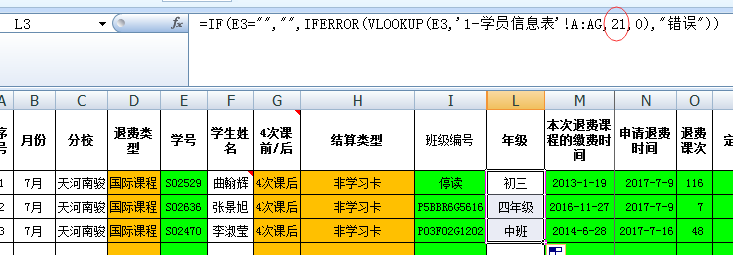 L3
=IF(E3="","",IFERROR(VLOOKUP(E3,'1-学员信息表'!A:AG,21,0),"错误"))
A B C D E F G H I L M N O
序号 月份 分校 退费类型 学号 学生姓名 4次课前/后 结算类型 班级编号 年级 本次退费课程的缴费时间 申请退费时间 退费课次 定
1 7月 天河南骏 国际课程 S02529 曲翰辉 4次课后 非学习卡 停读 初三 2013-1-19 2017-7-9 116
2 7月 天河南骏 国际课程 S02636 张景旭 4次课后 非学习卡 P5BBR6G5616 四年级 2016-11-27 2017-7-9 7
3 7月 天河南骏 国际课程 S02470 李淑莹 4次课后 非学习卡 P03F02G1202 中班 2014-6-28 2017-7-16 48